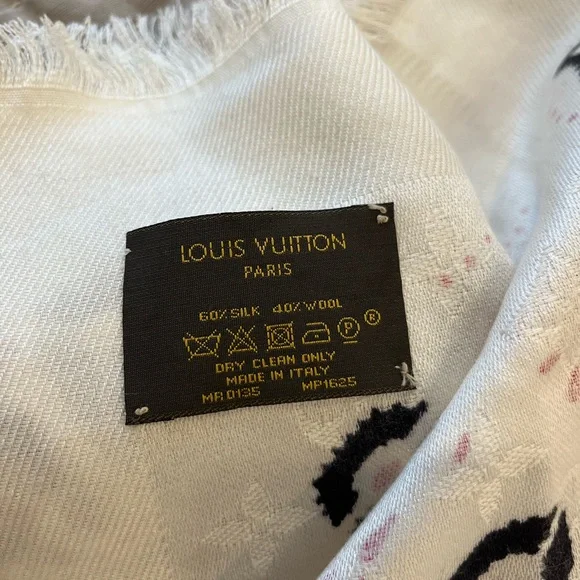 LOUIS VUITTON
PARIS
60% SILK 40% WOOL
P ®
DRY CLEAN ONLY
MADE IN ITALY
MR0135 MP1625